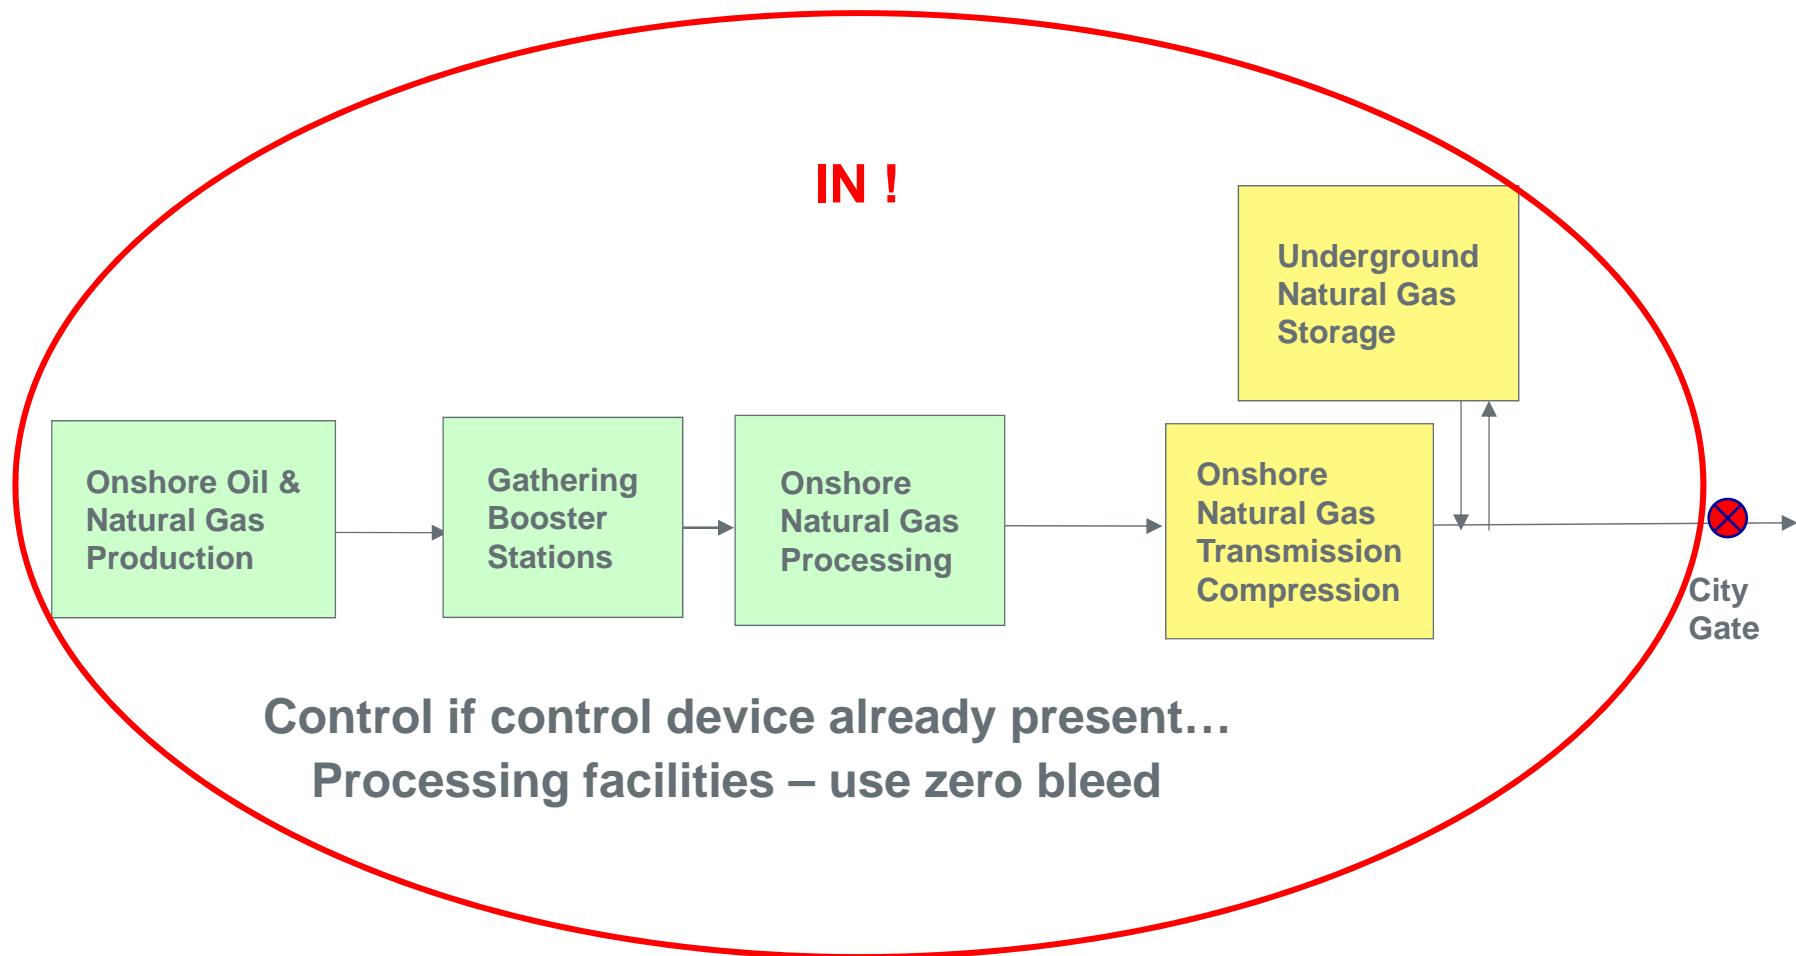 IN !
Underground
Natural Gas
Storage
Onshore Oil &
Natural Gas
Production
Gathering
Booster
Stations
Onshore
Natural Gas
Processing
Onshore
Natural Gas
Transmission
Compression
City
Gate
Control if control device already present…
Processing facilities – use zero bleed